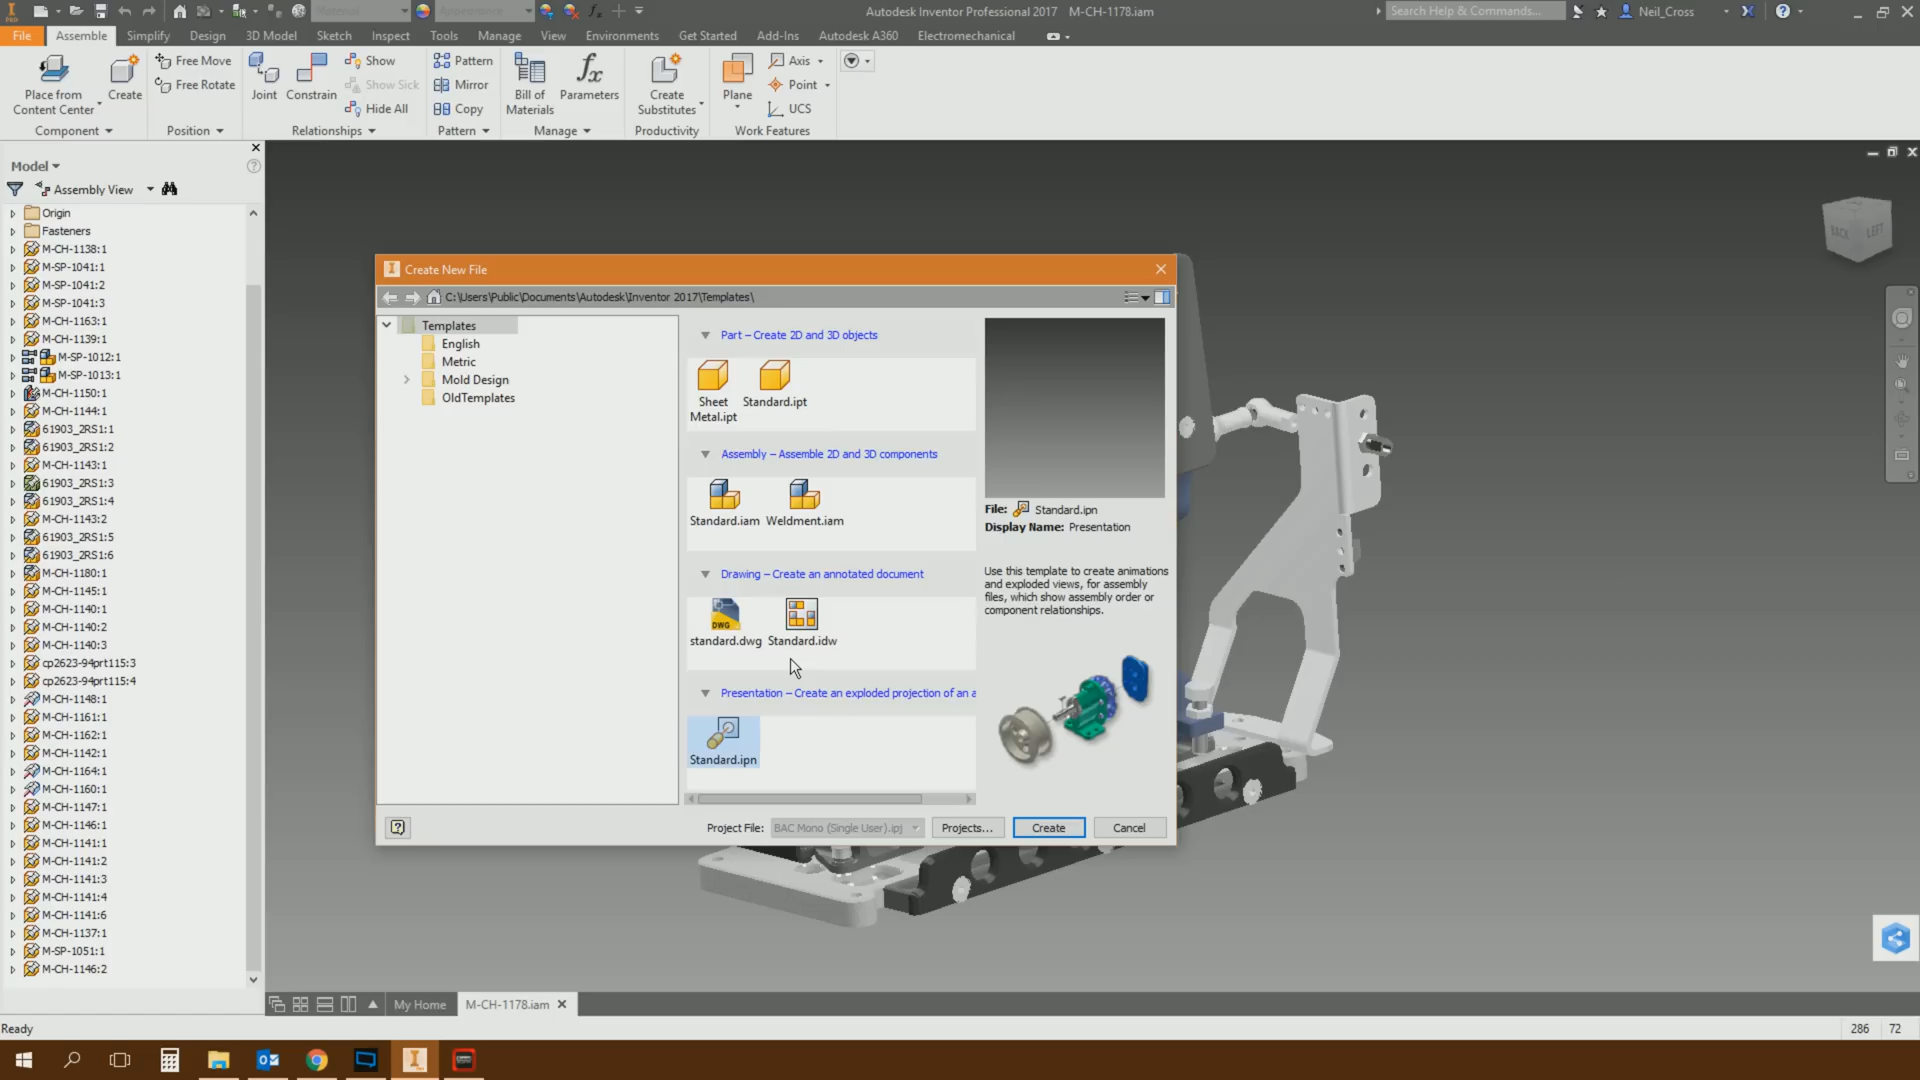 PRO
Material
Appearance
Autodesk Inventor Professional 2017   M-CH-1178.iam
Search Help & Commands...
Neil_Cross
File
Assemble
Simplify
Design
3D Model
Sketch
Inspect
Tools
Manage
View
Environments
Get Started
Add-Ins
Autodesk A360
Electromechanical
Place from
Content Center
Create
Free Move
Free Rotate
Joint
Constrain
Show
Show Sick
Hide All
Pattern
Mirror
Copy
Bill of
Materials
Parameters
Create
Substitutes
Plane
Axis
Point
UCS
Component
Position
Relationships
Pattern
Manage
Productivity
Work Features
Model
Assembly View
Origin
Fasteners
M-CH-1138:1
M-SP-1041:1
M-SP-1041:2
M-SP-1041:3
M-CH-1163:1
M-CH-1139:1
M-SP-1012:1
M-SP-1013:1
M-CH-1150:1
M-CH-1144:1
61903_2RS1:1
61903_2RS1:2
M-CH-1143:1
61903_2RS1:3
61903_2RS1:4
M-CH-1143:2
61903_2RS1:5
61903_2RS1:6
M-CH-1180:1
M-CH-1145:1
M-CH-1140:1
M-CH-1140:2
M-CH-1140:3
cp2623-94prt115:3
cp2623-94prt115:4
M-CH-1148:1
M-CH-1161:1
M-CH-1162:1
M-CH-1142:1
M-CH-1164:1
M-CH-1160:1
M-CH-1147:1
M-CH-1146:1
M-CH-1141:1
M-CH-1141:2
M-CH-1141:3
M-CH-1141:4
M-CH-1141:6
M-CH-1137:1
M-SP-1051:1
M-CH-1146:2
BACK
LEFT
Create New File
C:\Users\Public\Documents\Autodesk\Inventor 2017\Templates\
Templates
English
Metric
Mold Design
OldTemplates
Part – Create 2D and 3D objects
Sheet
Metal.ipt
Standard.ipt
Assembly – Assemble 2D and 3D components
Standard.iam
Weldment.iam
Drawing – Create an annotated document
DWG
standard.dwg
Standard.idw
Presentation – Create an exploded projection of an a
Standard.ipn
File: Standard.ipn
Display Name: Presentation
Use this template to create animations
and exploded views, for assembly
files, which show assembly order or
component relationships.
Project File:
BAC Mono (Single User).ipj
Projects...
Create
Cancel
My Home
M-CH-1178.iam
Ready
286
72